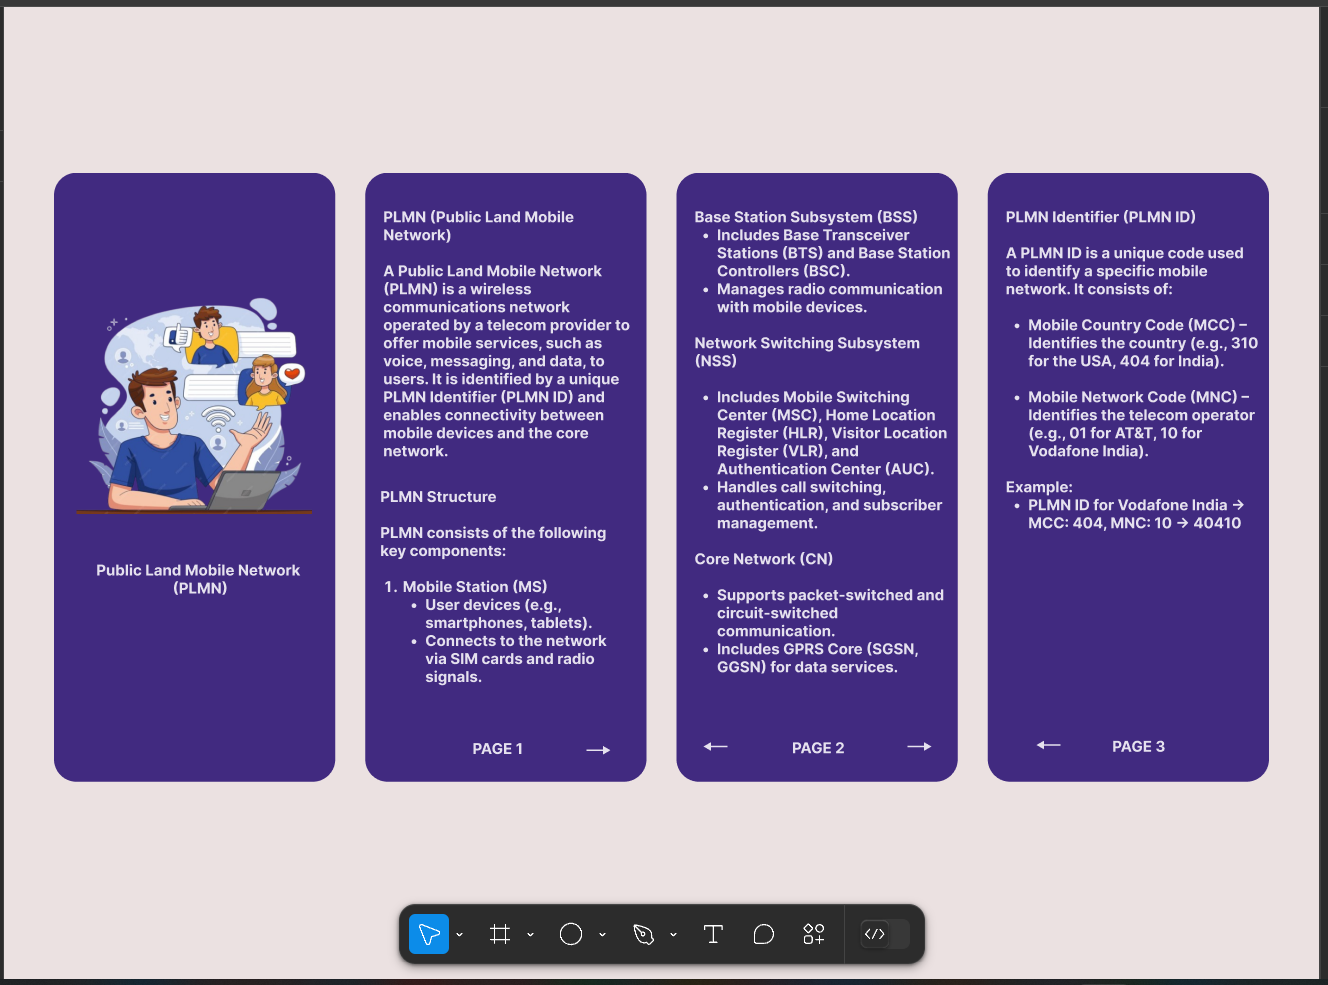 Public Land Mobile Network
(PLMN)
PLMN (Public Land Mobile
Network)
A Public Land Mobile Network
(PLMN) is a wireless
communications network
operated by a telecom provider to
offer mobile services, such as
voice, messaging, and data, to
users. It is identified by a unique
PLMN Identifier (PLMN ID) and
enables connectivity between
mobile devices and the core
network.
PLMN Structure
PLMN consists of the following
key components:
1. Mobile Station (MS)
• User devices (e.g.,
smartphones, tablets).
• Connects to the network
via SIM cards and radio
signals.
PAGE 1 →
Base Station Subsystem (BSS)
• Includes Base Transceiver
Stations (BTS) and Base Station
Controllers (BSC).
• Manages radio communication
with mobile devices.
Network Switching Subsystem
(NSS)
• Includes Mobile Switching
Center (MSC), Home Location
Register (HLR), Visitor Location
Register (VLR), and
Authentication Center (AUC).
• Handles call switching,
authentication, and subscriber
management.
Core Network (CN)
• Supports packet-switched and
circuit-switched
communication.
• Includes GPRS Core (SGSN,
GGSN) for data services.
← PAGE 2 →
PLMN Identifier (PLMN ID)
A PLMN ID is a unique code used
to identify a specific mobile
network. It consists of:
• Mobile Country Code (MCC) –
Identifies the country (e.g., 310
for the USA, 404 for India).
• Mobile Network Code (MNC) –
Identifies the telecom operator
(e.g., 01 for AT&T, 10 for
Vodafone India).
Example:
• PLMN ID for Vodafone India →
MCC: 404, MNC: 10 → 40410
← PAGE 3